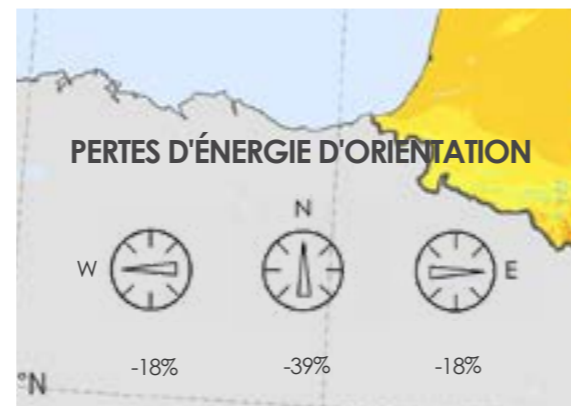 PERTES D'ÉNERGIE D'ORIENTATION
N
W E
-18% -39% -18%
°N